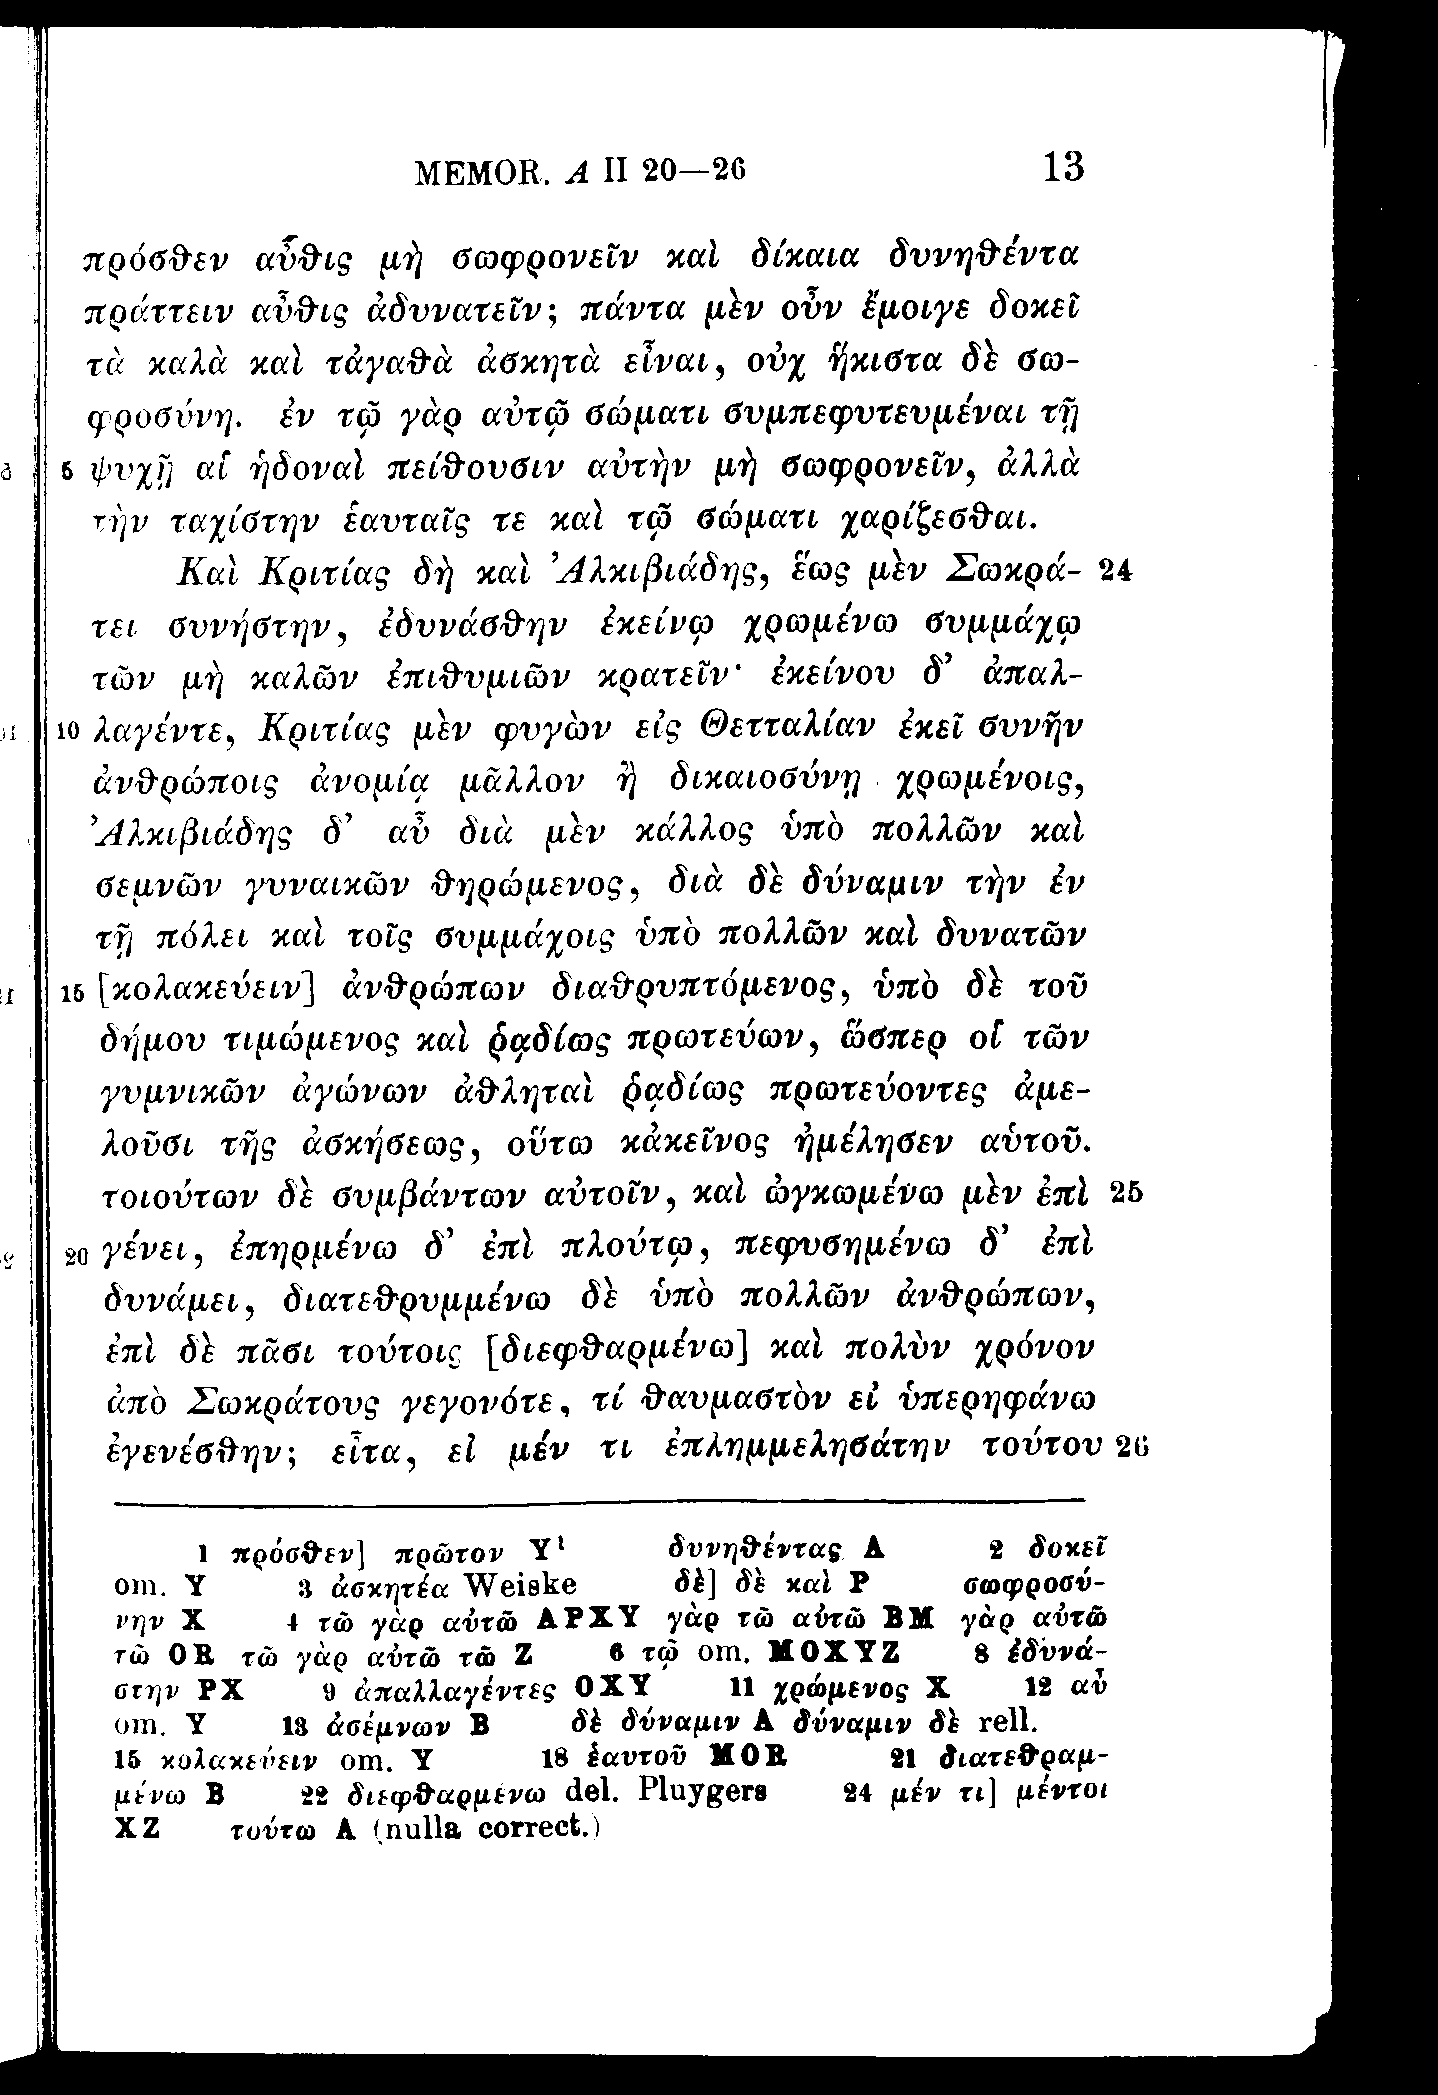 MEMOR. Α II 20—26 13
πρόσθεν αὖθις μὴ σωφρονεῖν καὶ δίκαια δυνηθέντα
πράττειν αὖθις ἀδυνατεῖν; πάντα μὲν οὖν ἔμοιγε δοκεῖ
τὰ καλὰ καὶ τἀγαθὰ ἀσκητὰ εἶναι, οὐχ ἥκιστα δὲ σω-
φροσύνη. ἐν τῷ γὰρ αὐτῷ σώματι συμπεφυτευμέναι τῇ
5 ψυχῇ αἱ ἡδοναὶ πείθουσιν αὐτὴν μὴ σωφρονεῖν, ἀλλὰ
τὴν ταχίστην ἑαυταῖς τε καὶ τῷ σώματι χαρίζεσθαι.
Καὶ Κριτίας δὴ καὶ Ἀλκιβιάδης, ἕως μὲν Σωκρά- 24
τει συνήστην, ἐδυνάσθην ἐκείνῳ χρωμένω συμμάχῳ
τῶν μὴ καλῶν ἐπιθυμιῶν κρατεῖν· ἐκείνου δ’ ἀπαλ-
10 λαγέντε, Κριτίας μὲν φυγὼν εἰς Θετταλίαν ἐκεῖ συνῆν
ἀνθρώποις ἀνομίᾳ μᾶλλον ἢ δικαιοσύνῃ χρωμένοις,
Ἀλκιβιάδης δ’ αὖ διὰ μὲν κάλλος ὑπὸ πολλῶν καὶ
σεμνῶν γυναικῶν θηρώμενος, διὰ δὲ δύναμιν τὴν ἐν
τῇ πόλει καὶ τοῖς συμμάχοις ὑπὸ πολλῶν καὶ δυνατῶν
15 [κολακεύειν] ἀνθρώπων διαθρυπτόμενος, ὑπὸ δὲ τοῦ
δήμου τιμώμενος καὶ ῥᾳδίως πρωτεύων, ὥσπερ οἱ τῶν
γυμνικῶν ἀγώνων ἀθληταὶ ῥᾳδίως πρωτεύοντες ἀμε-
λοῦσι τῆς ἀσκήσεως, οὕτω κἀκεῖνος ἠμέλησεν αὑτοῦ.
τοιούτων δὲ συμβάντων αὐτοῖν, καὶ ὠγκωμένω μὲν ἐπὶ 25
20 γένει, ἐπηρμένω δ’ ἐπὶ πλούτῳ, πεφυσημένω δ’ ἐπὶ
δυνάμει, διατεθρυμμένω δὲ ὑπὸ πολλῶν ἀνθρώπων,
ἐπὶ δὲ πᾶσι τούτοις [διεφθαρμένω] καὶ πολὺν χρόνον
ἀπὸ Σωκράτους γεγονότε, τί θαυμαστὸν εἰ ὑπερηφάνω
ἐγενέσθην; εἶτα, εἰ μέν τι ἐπλημμελησάτην τούτου 26
1 πρόσθεν] πρῶτον Y¹ δυνηθέντας A 2 δοκεῖ
om. Y 3 ἀσκητέα Weiske δὲ] δὲ καὶ P σωφροσύ-
νην X 4 τῶ γὰρ αὐτῶ APXY γὰρ τῶ αὐτῶ BM γὰρ αὐτῶ
τῶ OR τῶ γὰρ αὐτῶ τῶ Z 6 τῷ om. MOXYZ 8 ἐδυνά-
στην PX 9 ἀπαλλαγέντες OXY 11 χρώμενος X 12 αὖ
om. Y 13 ἀσέμνων B δὲ δύναμιν A δύναμιν δὲ rell.
15 κολακεύειν om. Y 18 ἑαυτοῦ MOR 21 διατεθραμ-
μένω B 22 διεφθαρμένω del. Pluygers 24 μέν τι] μέντοι
XZ τούτω A (nulla correct.)